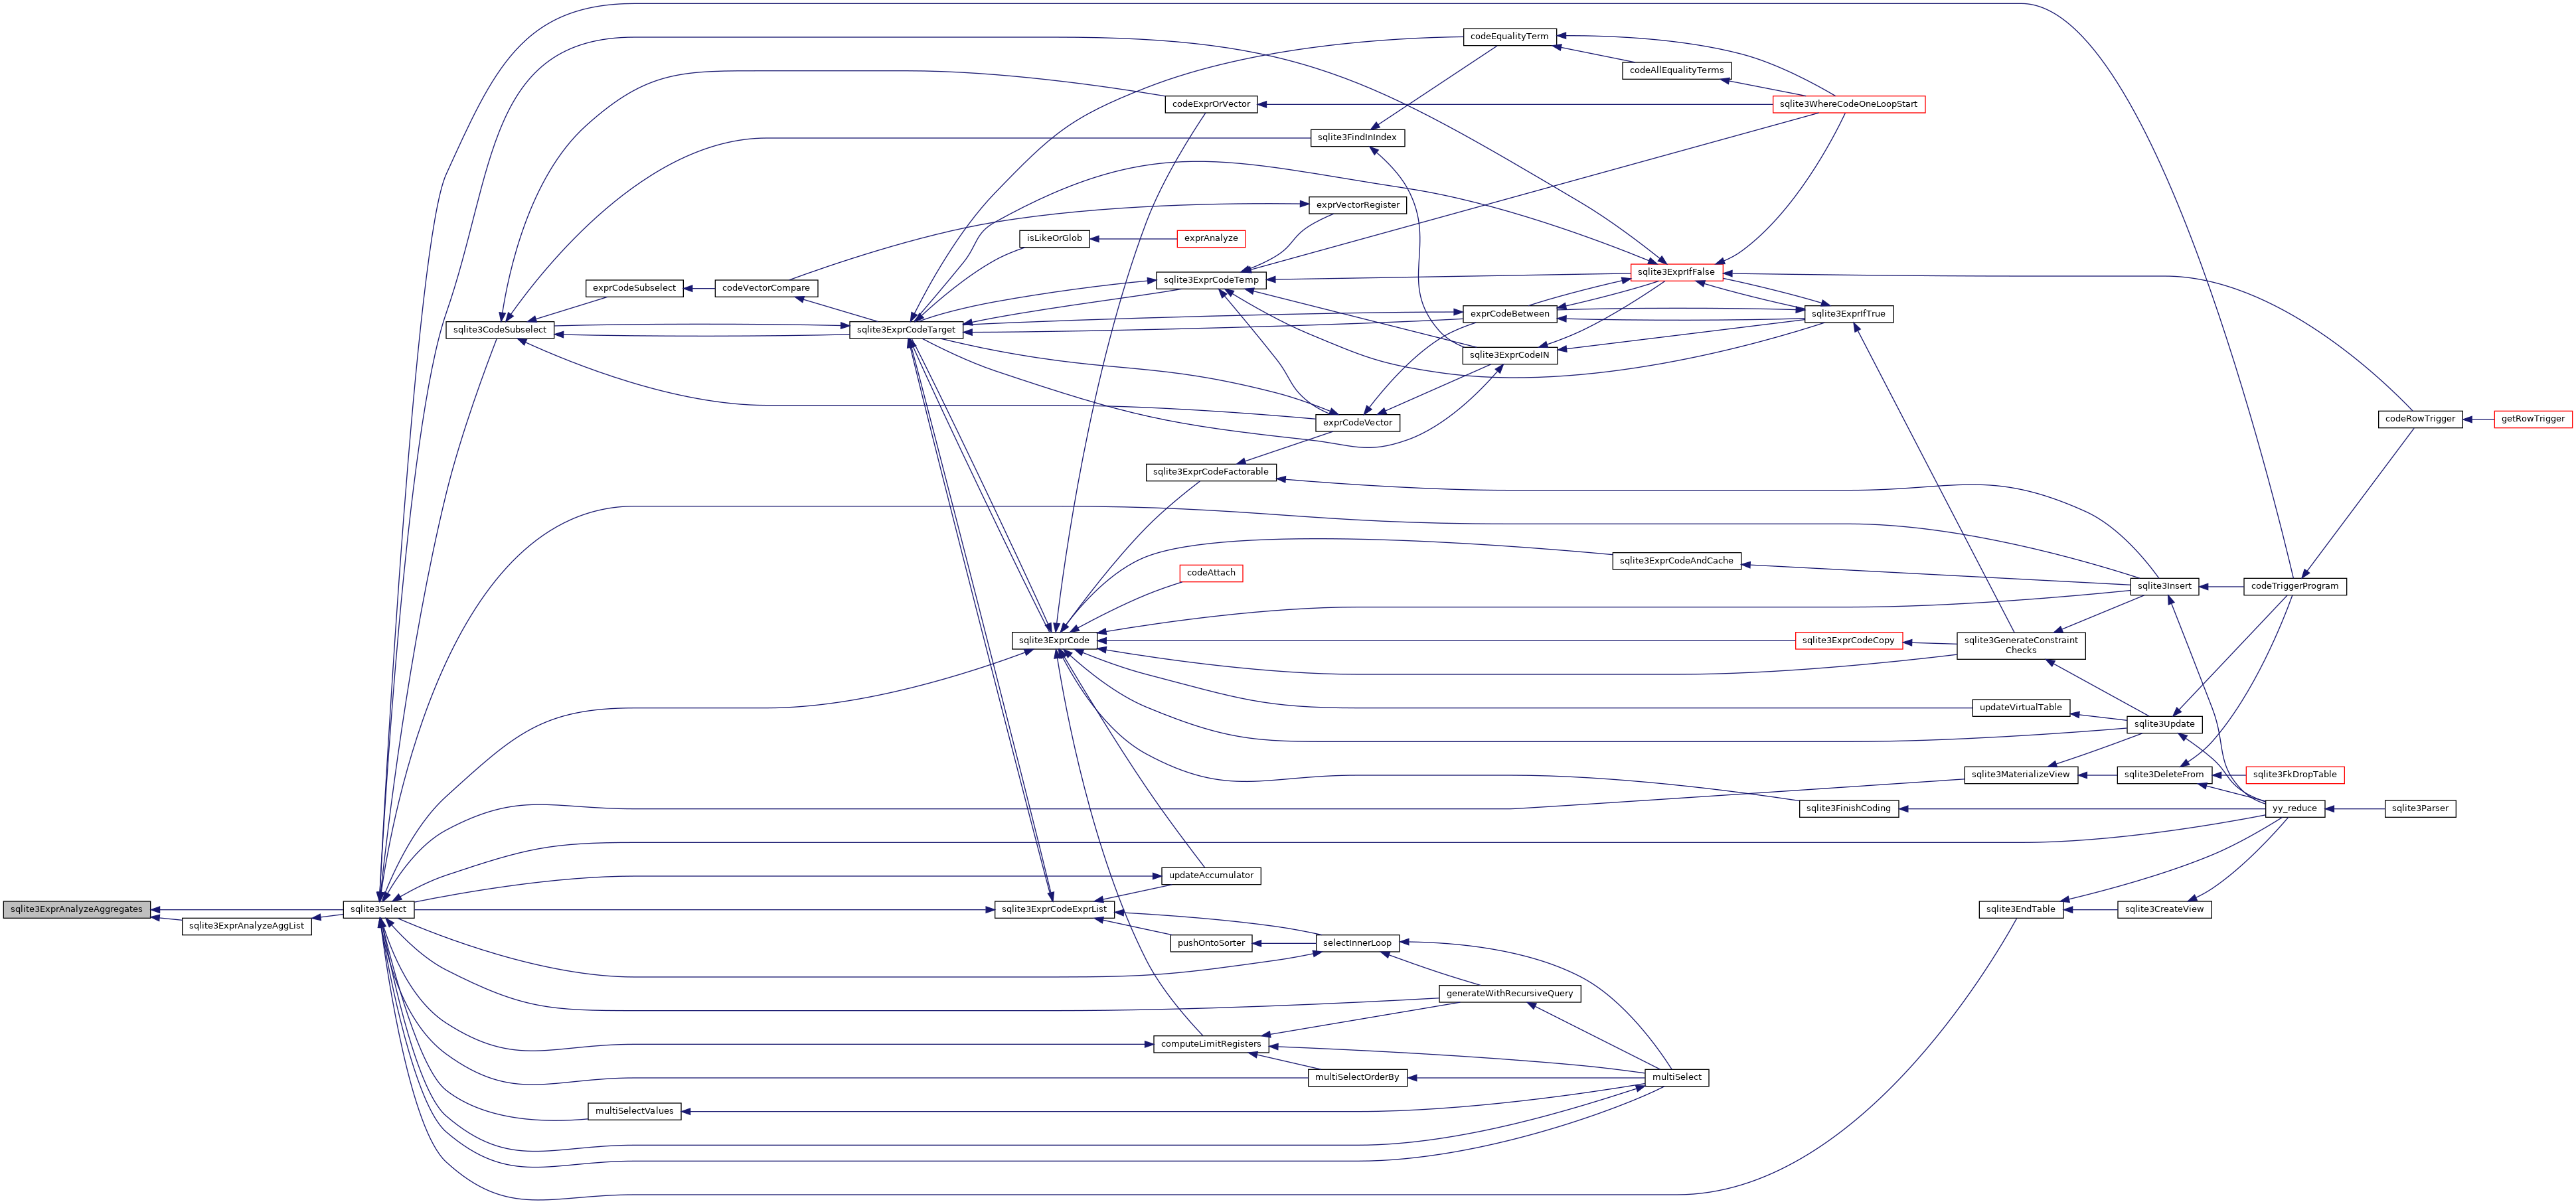 codeEqualityTerm
codeAllEqualityTerms
codeExprOrVector
sqlite3WhereCodeOneLoopStart
sqlite3FindInIndex
exprVectorRegister
isLikeOrGlob
exprAnalyze
sqlite3ExprCodeTemp
sqlite3ExprIfFalse
exprCodeSubselect
codeVectorCompare
exprCodeBetween
sqlite3ExprIfTrue
sqlite3CodeSubselect
sqlite3ExprCodeTarget
sqlite3ExprCodeIN
exprCodeVector
codeRowTrigger
getRowTrigger
sqlite3ExprCodeFactorable
sqlite3ExprCodeAndCache
codeAttach
sqlite3Insert
codeTriggerProgram
sqlite3ExprCode
sqlite3ExprCodeCopy
sqlite3GenerateConstraint
Checks
updateVirtualTable
sqlite3Update
sqlite3MaterializeView
sqlite3DeleteFrom
sqlite3FkDropTable
sqlite3FinishCoding
yy_reduce
sqlite3Parser
updateAccumulator
sqlite3ExprAnalyzeAggregates
sqlite3Select
sqlite3ExprCodeExprList
sqlite3EndTable
sqlite3CreateView
sqlite3ExprAnalyzeAggList
pushOntoSorter
selectInnerLoop
generateWithRecursiveQuery
computeLimitRegisters
multiSelectOrderBy
multiSelect
multiSelectValues